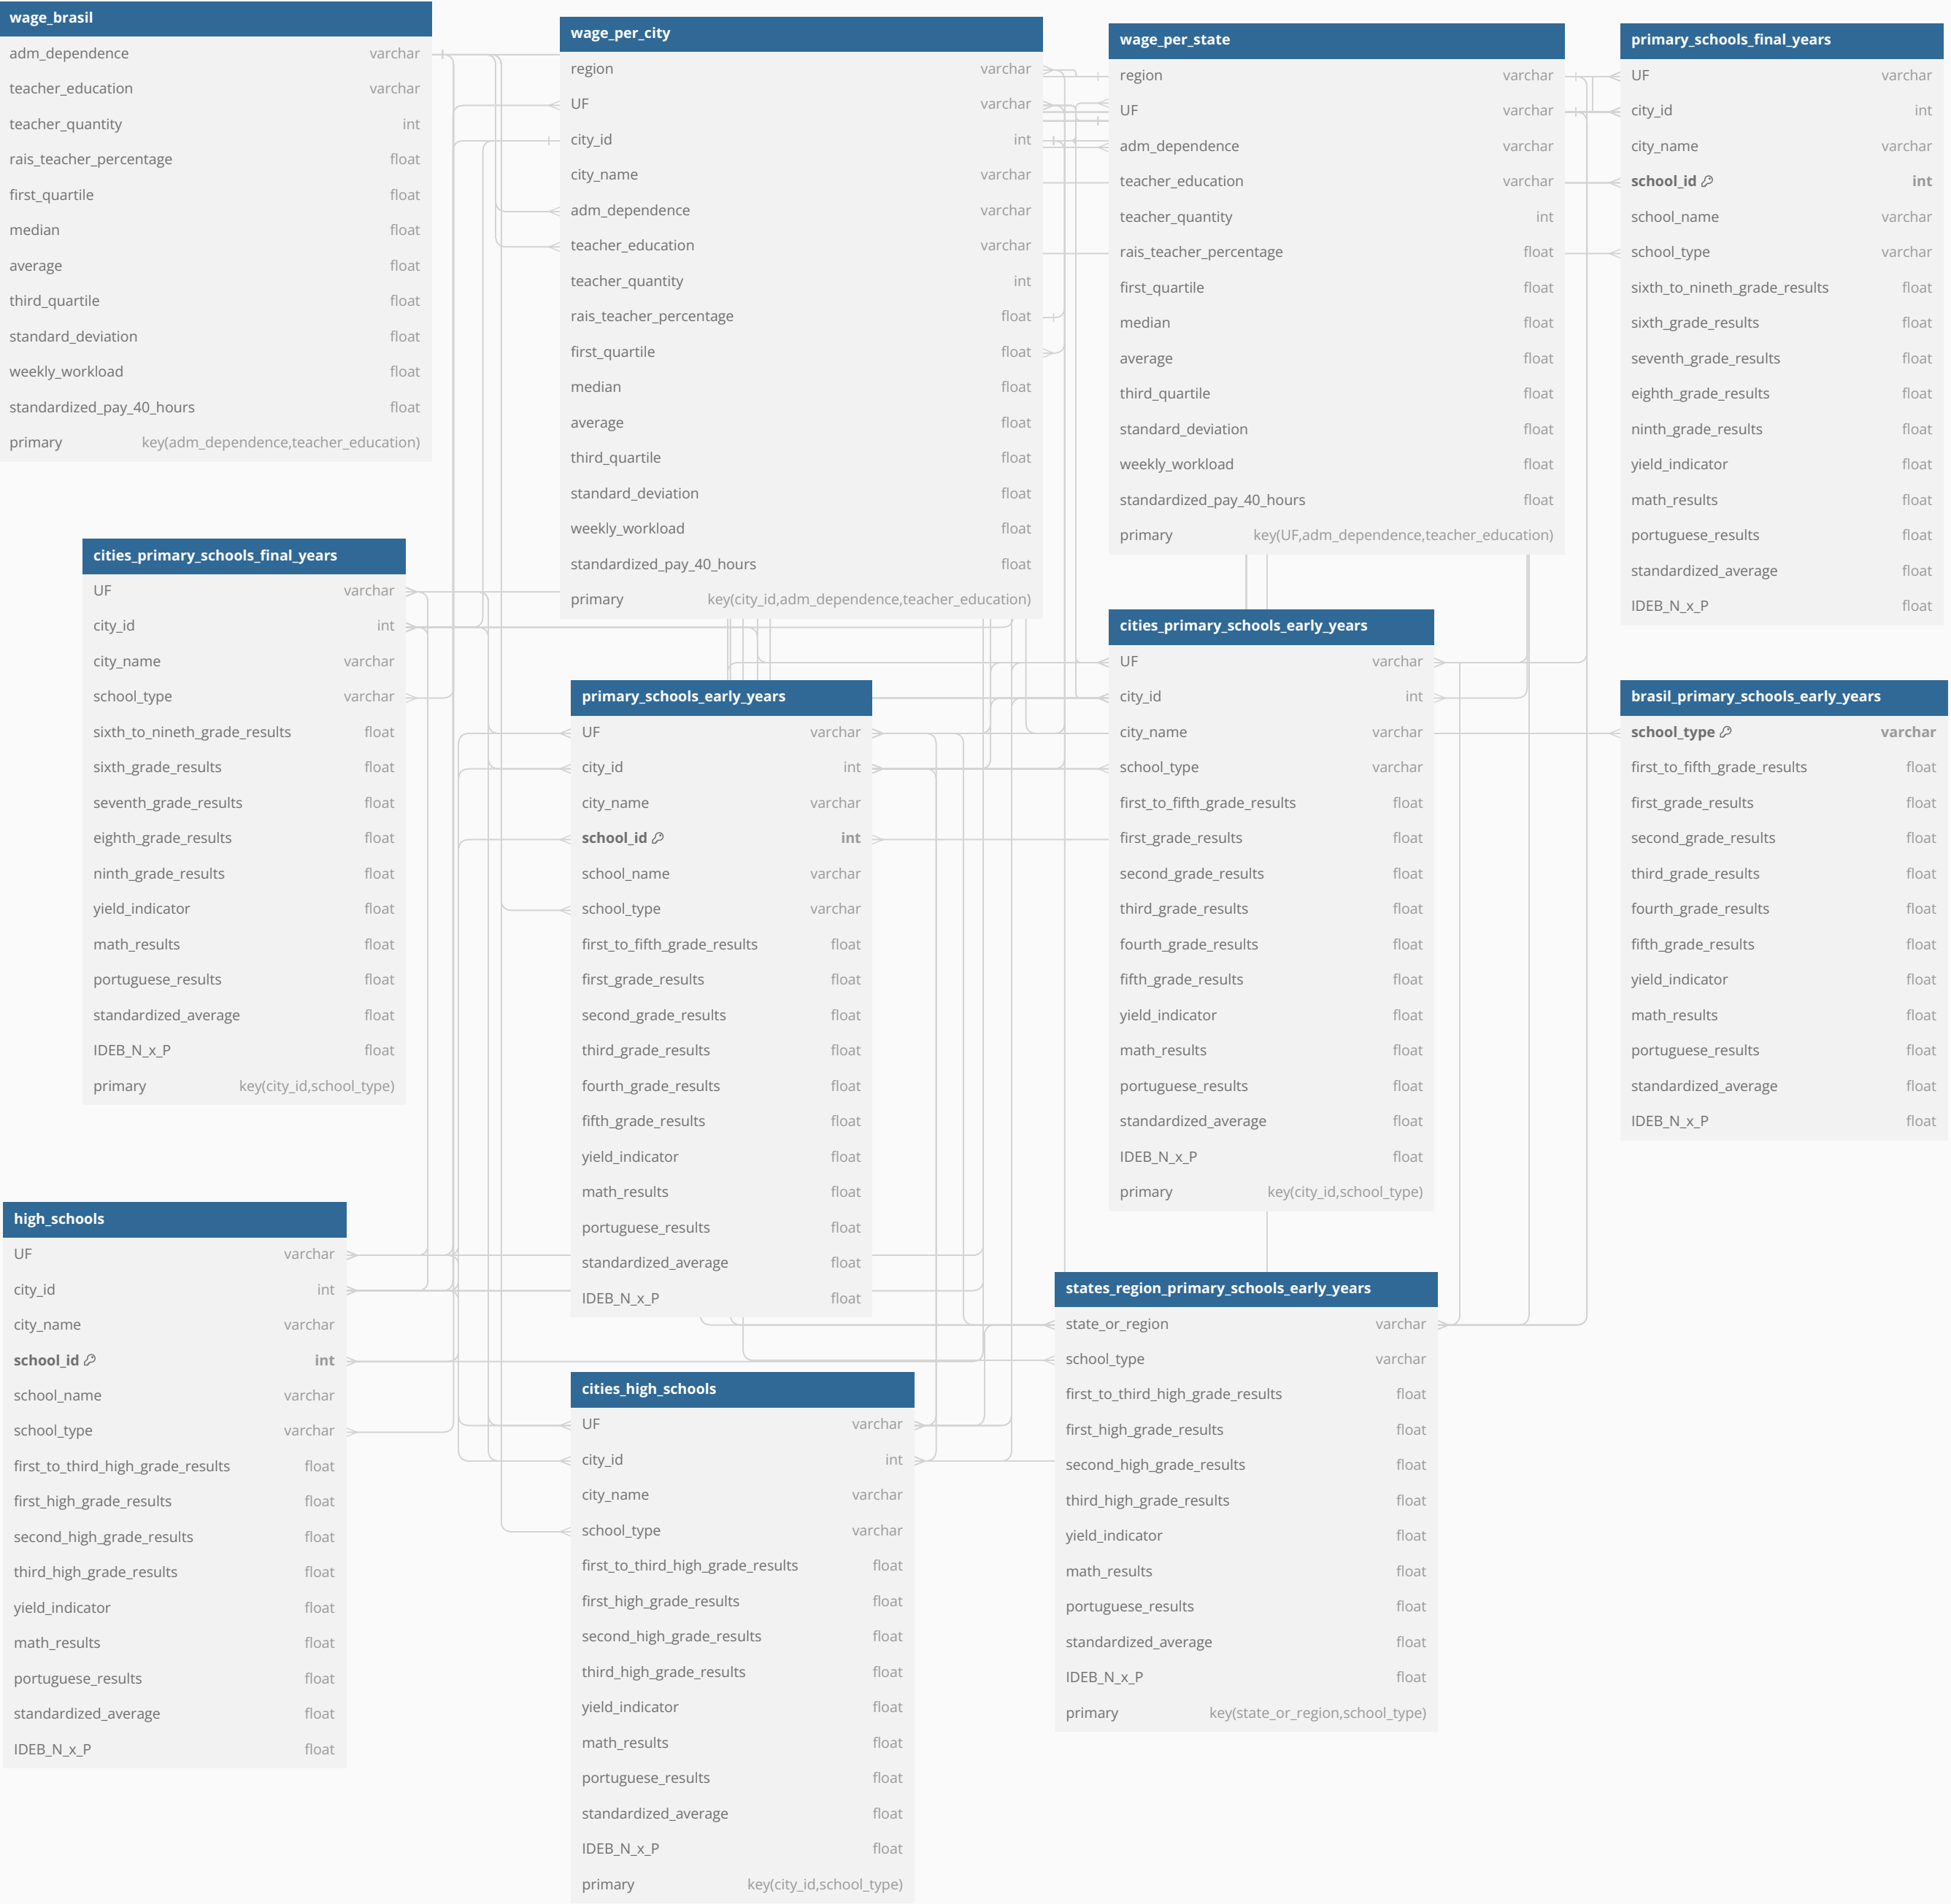 wage_brasil
adm_dependence varchar
teacher_education varchar
teacher_quantity int
rais_teacher_percentage float
first_quartile float
median float
average float
third_quartile float
standard_deviation float
weekly_workload float
standardized_pay_40_hours float
primary key(adm_dependence,teacher_education)
wage_per_city
region varchar
UF varchar
city_id int
city_name varchar
adm_dependence varchar
teacher_education varchar
teacher_quantity int
rais_teacher_percentage float
first_quartile float
median float
average float
third_quartile float
standard_deviation float
weekly_workload float
standardized_pay_40_hours float
primary key(city_id,adm_dependence,teacher_education)
wage_per_state
region varchar
UF varchar
adm_dependence varchar
teacher_education varchar
teacher_quantity int
rais_teacher_percentage float
first_quartile float
median float
average float
third_quartile float
standard_deviation float
weekly_workload float
standardized_pay_40_hours float
primary key(UF,adm_dependence,teacher_education)
primary_schools_final_years
UF varchar
city_id int
city_name varchar
school_id int
school_name varchar
school_type varchar
sixth_to_nineth_grade_results float
sixth_grade_results float
seventh_grade_results float
eighth_grade_results float
ninth_grade_results float
yield_indicator float
math_results float
portuguese_results float
standardized_average float
IDEB_N_x_P float
cities_primary_schools_final_years
UF varchar
city_id int
city_name varchar
school_type varchar
sixth_to_nineth_grade_results float
sixth_grade_results float
seventh_grade_results float
eighth_grade_results float
ninth_grade_results float
yield_indicator float
math_results float
portuguese_results float
standardized_average float
IDEB_N_x_P float
primary key(city_id,school_type)
primary_schools_early_years
UF varchar
city_id int
city_name varchar
school_id int
school_name varchar
school_type varchar
first_to_fifth_grade_results float
first_grade_results float
second_grade_results float
third_grade_results float
fourth_grade_results float
fifth_grade_results float
yield_indicator float
math_results float
portuguese_results float
standardized_average float
IDEB_N_x_P float
cities_primary_schools_early_years
UF varchar
city_id int
city_name varchar
school_type varchar
first_to_fifth_grade_results float
first_grade_results float
second_grade_results float
third_grade_results float
fourth_grade_results float
fifth_grade_results float
yield_indicator float
math_results float
portuguese_results float
standardized_average float
IDEB_N_x_P float
primary key(city_id,school_type)
brasil_primary_schools_early_years
school_type varchar
first_to_fifth_grade_results float
first_grade_results float
second_grade_results float
third_grade_results float
fourth_grade_results float
fifth_grade_results float
yield_indicator float
math_results float
portuguese_results float
standardized_average float
IDEB_N_x_P float
high_schools
UF varchar
city_id int
city_name varchar
school_id int
school_name varchar
school_type varchar
first_to_third_high_grade_results float
first_high_grade_results float
second_high_grade_results float
third_high_grade_results float
yield_indicator float
math_results float
portuguese_results float
standardized_average float
IDEB_N_x_P float
cities_high_schools
UF varchar
city_id int
city_name varchar
school_type varchar
first_to_third_high_grade_results float
first_high_grade_results float
second_high_grade_results float
third_high_grade_results float
yield_indicator float
math_results float
portuguese_results float
standardized_average float
IDEB_N_x_P float
primary key(city_id,school_type)
states_region_primary_schools_early_years
state_or_region varchar
school_type varchar
first_to_third_high_grade_results float
first_high_grade_results float
second_high_grade_results float
third_high_grade_results float
yield_indicator float
math_results float
portuguese_results float
standardized_average float
IDEB_N_x_P float
primary key(state_or_region,school_type)